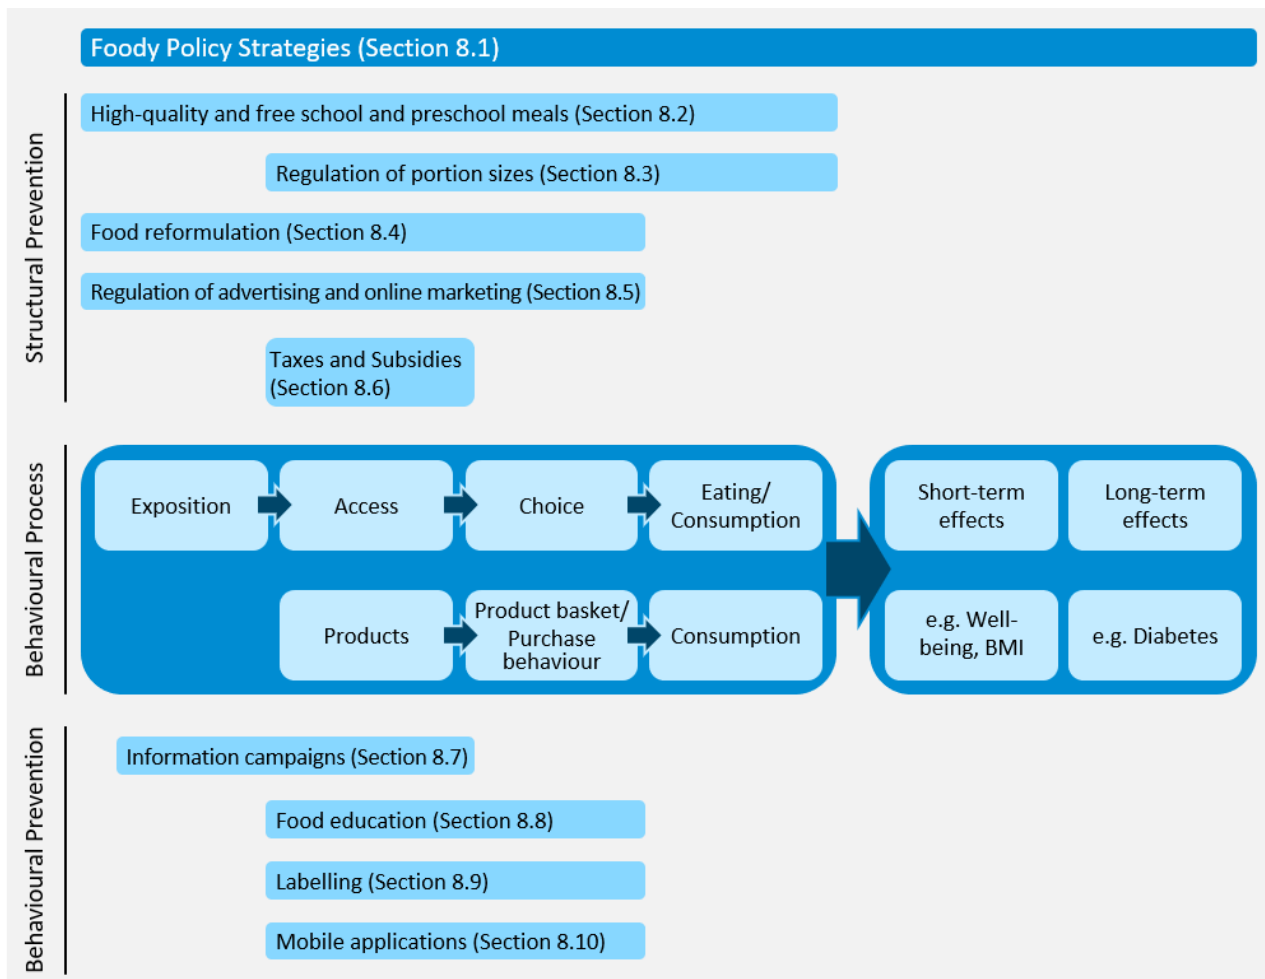 Foody Policy Strategies (Section 8.1)
Structural Prevention
High-quality and free school and preschool meals (Section 8.2)
Regulation of portion sizes (Section 8.3)
Food reformulation (Section 8.4)
Regulation of advertising and online marketing (Section 8.5)
Taxes and Subsidies
(Section 8.6)
Behavioural Process
Exposition
Access
Choice
Eating/
Consumption
Short-term
effects
Long-term
effects
Products
Product basket/
Purchase
behaviour
Consumption
e.g. Well-
being, BMI
e.g. Diabetes
Behavioural Prevention
Information campaigns (Section 8.7)
Food education (Section 8.8)
Labelling (Section 8.9)
Mobile applications (Section 8.10)